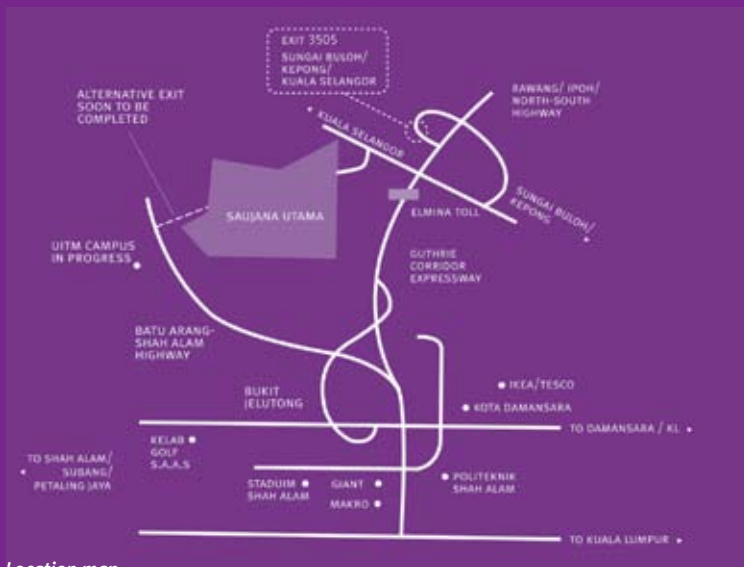 EXIT 3505
SUNGAI BULOH/
KEPONG/
KUALA SELANGOR
ALTERNATIVE EXIT
SOON TO BE
COMPLETED
RAWANG/ IPOH/
NORTH-SOUTH
HIGHWAY
KUALA SELANGOR
SUNGAI BULOH/
KEPONG
SAUJANA UTAMA
ELMINA TOLL
UITM CAMPUS
IN PROGRESS
GUTHRIE
CORRIDOR
EXPRESSWAY
BATU ARANG-
SHAH ALAM
HIGHWAY
BUKIT
JELUTONG
IKEA/TESCO
KOTA DAMANSARA
TO DAMANSARA / KL
KELAB
GOLF
S.A.A.S
TO SHAH ALAM/
SUBANG/
PETALING JAYA
STADUIM
SHAH ALAM
GIANT
MAKRO
POLITEKNIK
SHAH ALAM
TO KUALA LUMPUR
Location map